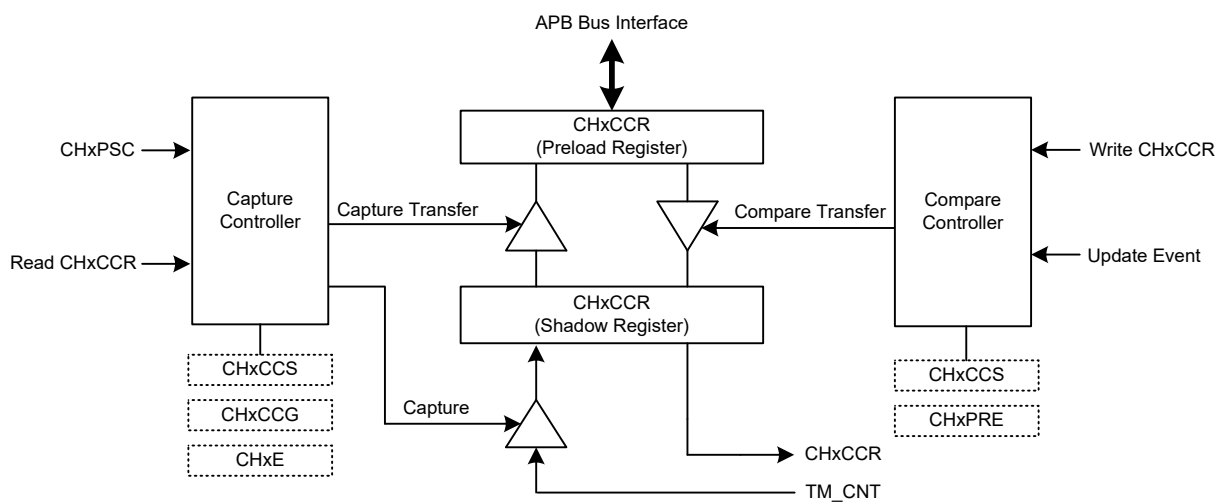 APB Bus Interface
CHxCCR
(Preload Register)
CHxPSC
Write CHxCCR
Capture
Controller
Capture Transfer
Compare Transfer
Compare
Controller
Read CHxCCR
Update Event
CHxCCR
(Shadow Register)
CHxCCS
CHxCCS
CHxCCG
Capture
CHxPRE
CHxE
CHxCCR
TM_CNT